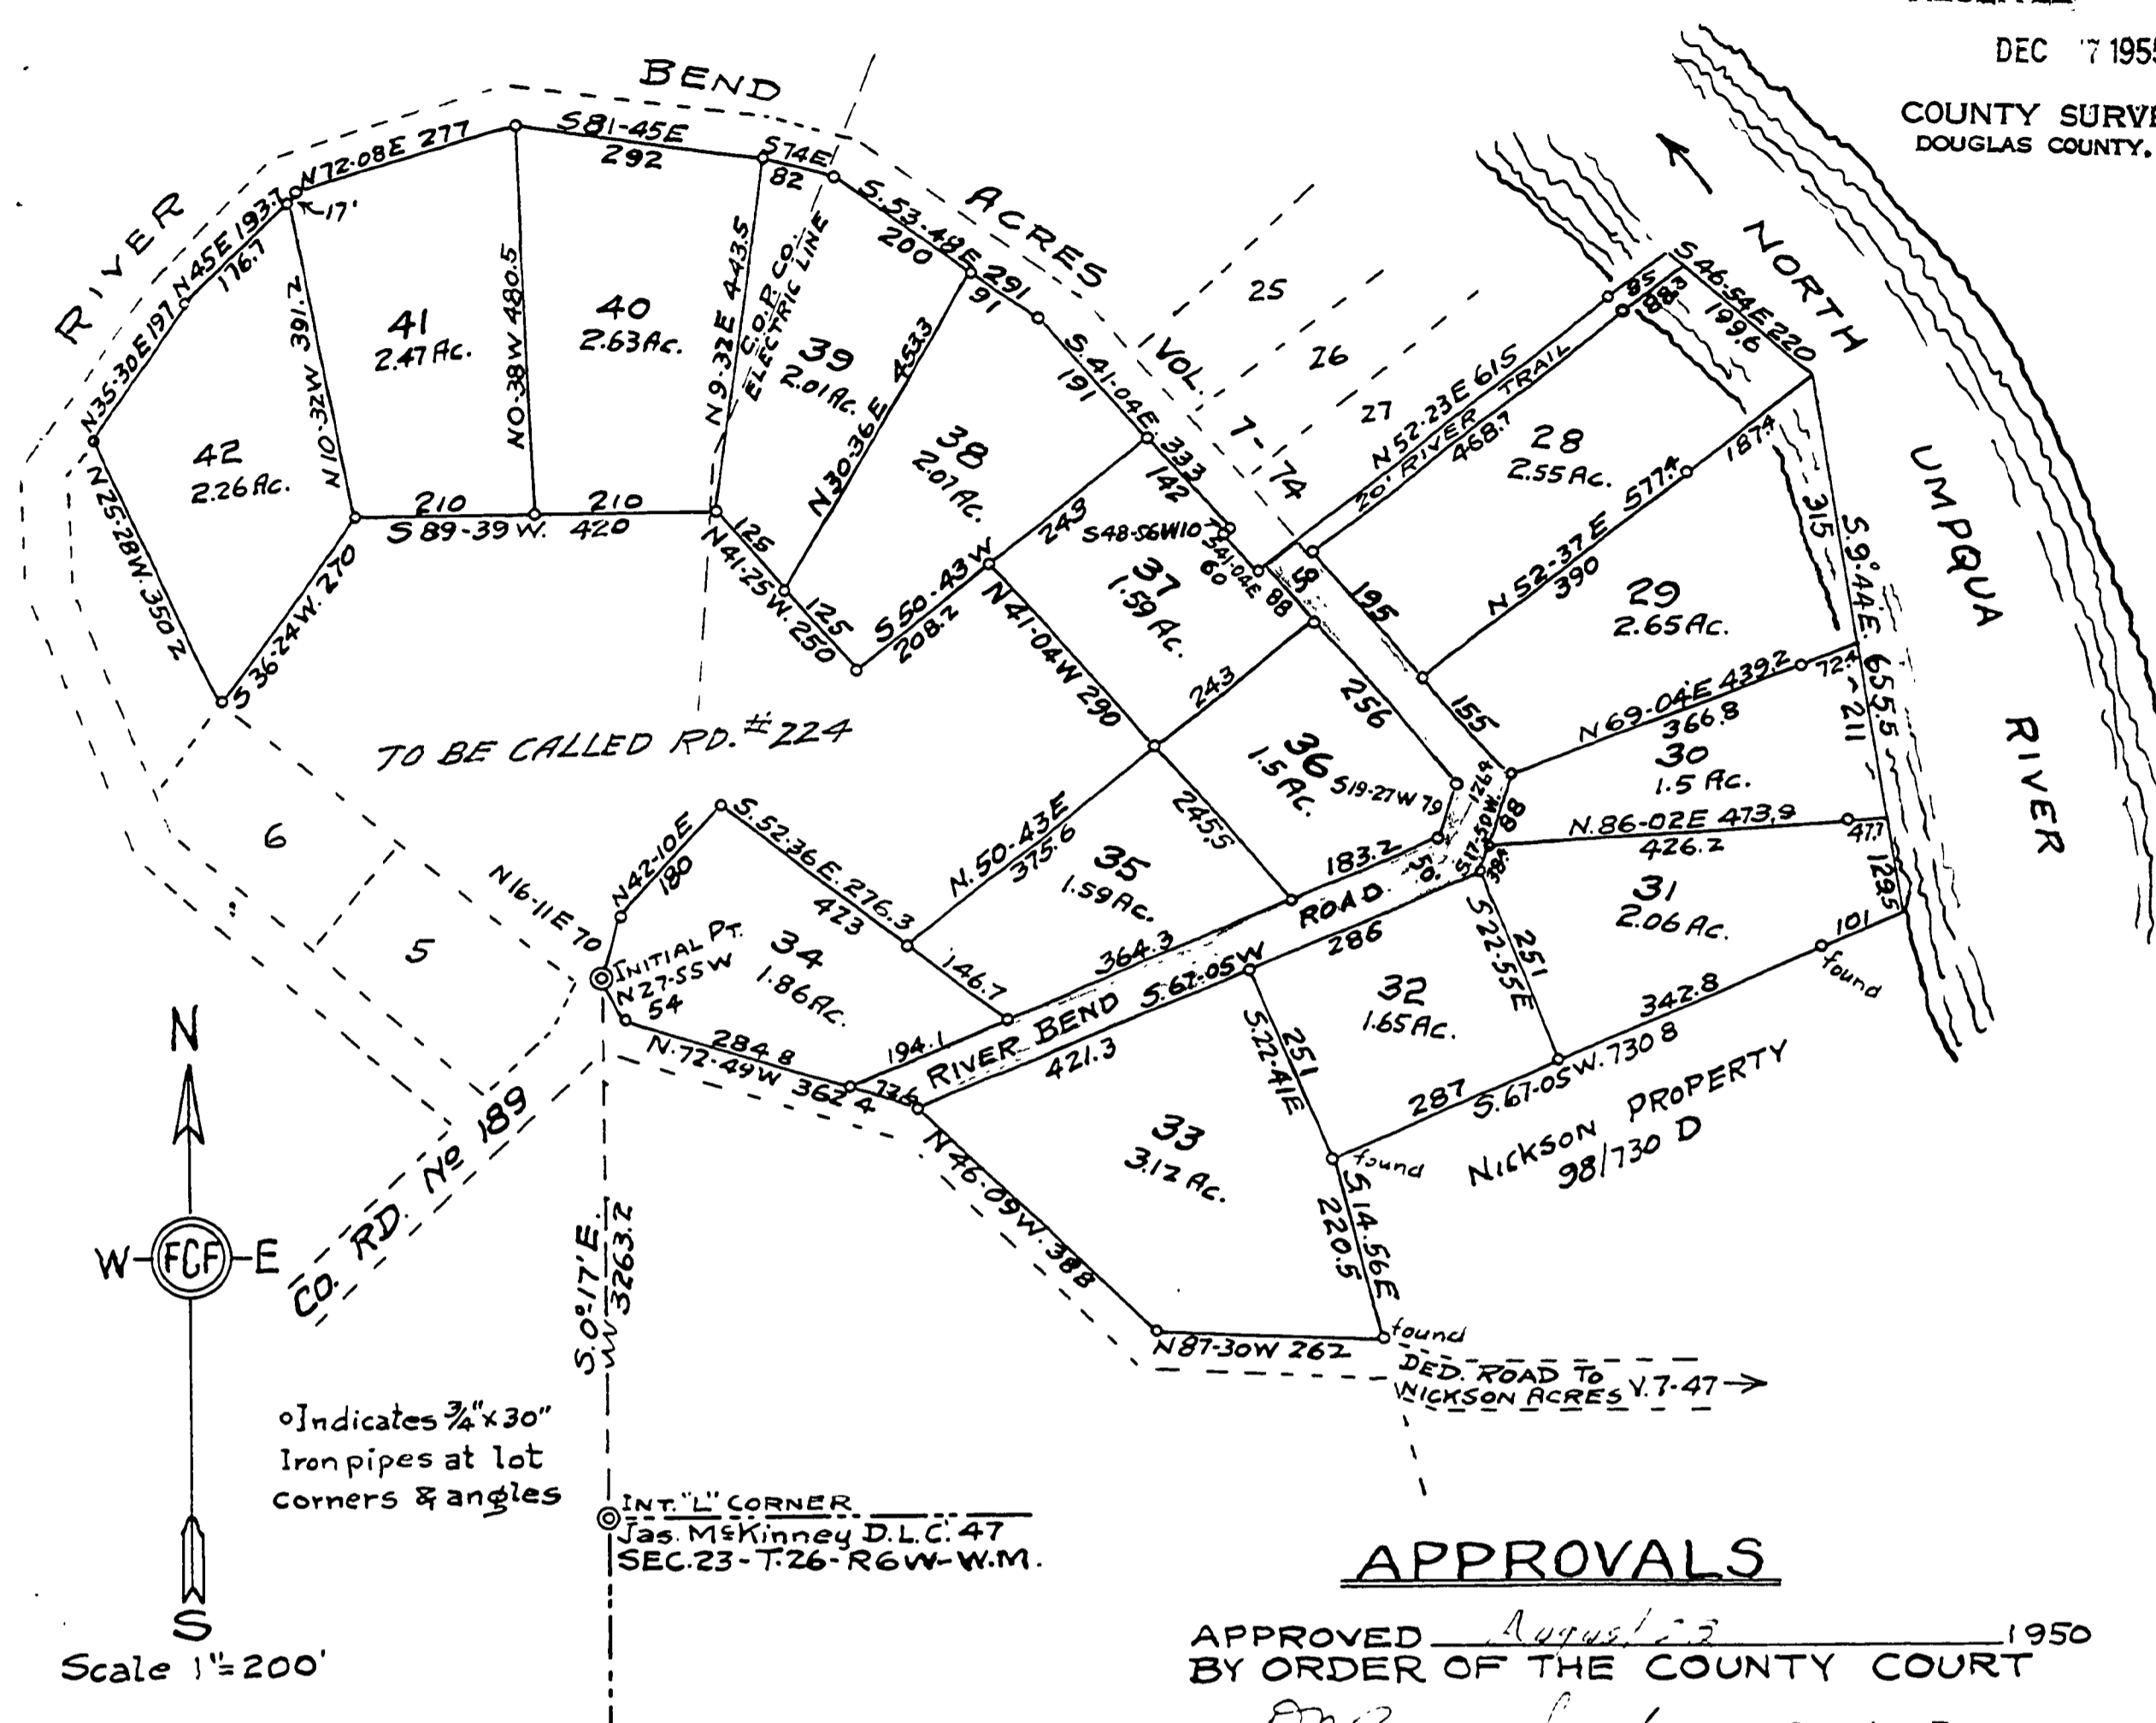 DEC 7 195
COUNTY SURVE
DOUGLAS COUNTY,
RIVER
BEND
ACRES
VOL. 7-74
NORTH
UMPQUA
RIVER
N72-08E 277
S81-45E
292
S74E
82
S.53-48E 291
200
91
S.41-04E. 333
191
142
N45E 193.7
176.7
17'
N35-30E 197
N25-28W. 350.2
S36-24W. 270
N10-32W 391.2
N0-38W 480.5
N9-32E 443.5
C.O.P. CO.
ELECTRIC LINE
N30-36E 453.3
42
2.26 Ac.
41
2.47 Ac.
40
2.63 Ac.
39
2.01 Ac.
38
2.07 Ac.
210
210
S89-39W. 420
125
N41-25W. 250
125
S50-43W
208.2
243
S48-56W10
S41-04E
60
88
37
1.59 Ac.
N41-04W 290
243
256
25
26
27
N52-23E 615
20' RIVER TRAIL
468.7
85
88.3
S46-54E 220
199.6
28
2.55 Ac.
N52-37E 577.4
390
187.4
195
315
S.9°-44'E. 655.5
29
2.65 Ac.
155
N69-04E 439.2
366.8
72.4
211
30
1.5 Ac.
88
N.86-02E 473.9
426.2
47.7
129.5
31
2.06 Ac.
101
found
36
1.5 Ac.
S19-27W 79
126.4
S17-50W.
38.4
50'
245.5
183.2
TO BE CALLED RD. #224
6
5
N16-11E 70
N42-10E
180
S.52-36E. 276.3
423
146.7
N.50-43E
375.6
35
1.59 Ac.
364.3
INITIAL PT.
N27-55W
54
34
1.86 Ac.
284.8
N.72-49W 362.4
194.1
RIVER BEND ROAD
S.67-05W
286
421.3
S22-55E
251
32
1.65 Ac.
S.22-41E
251
342.8
287
S.67-05W. 730.8
NICKSON PROPERTY
98/730 D
found
33
3.12 Ac.
S.14.56E
220.5
N46-09W. 388
N87-30W 262
found
DED. ROAD TO
NICKSON ACRES V.7-47
CO. RD. No 189
S.0°-17'E.
3263.2
N
W
FCF
E
S
Scale 1"=200'
o Indicates 3/4"x30"
Iron pipes at lot
corners & angles
INT. "L" CORNER
Jas. McKinney D.L.C. 47
SEC. 23-T.26-R6W-W.M.
APPROVALS
APPROVED August 1950
BY ORDER OF THE COUNTY COURT